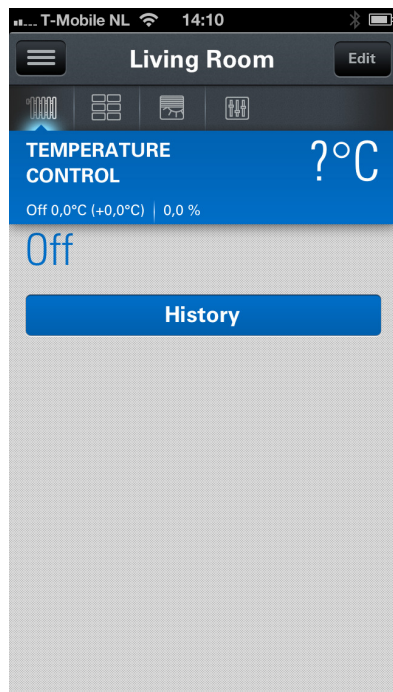 T-Mobile NL 14:10
Living Room
Edit
TEMPERATURE
CONTROL
?°C
Off 0,0°C (+0,0°C) | 0,0 %
Off
History